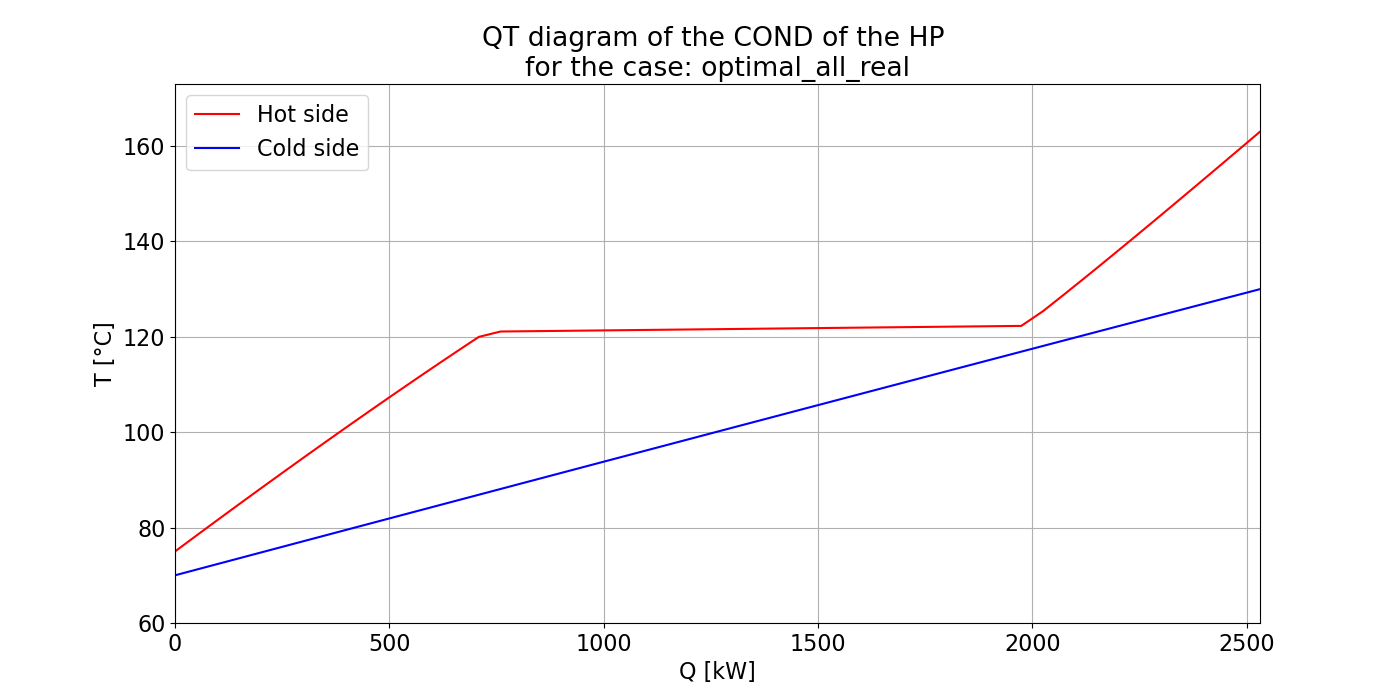 QT diagram of the COND of the HP
for the case: optimal_all_real
Hot side
Cold side
T [°C]
160
140
120
100
80
60
0 500 1000 1500 2000 2500
Q [kW]